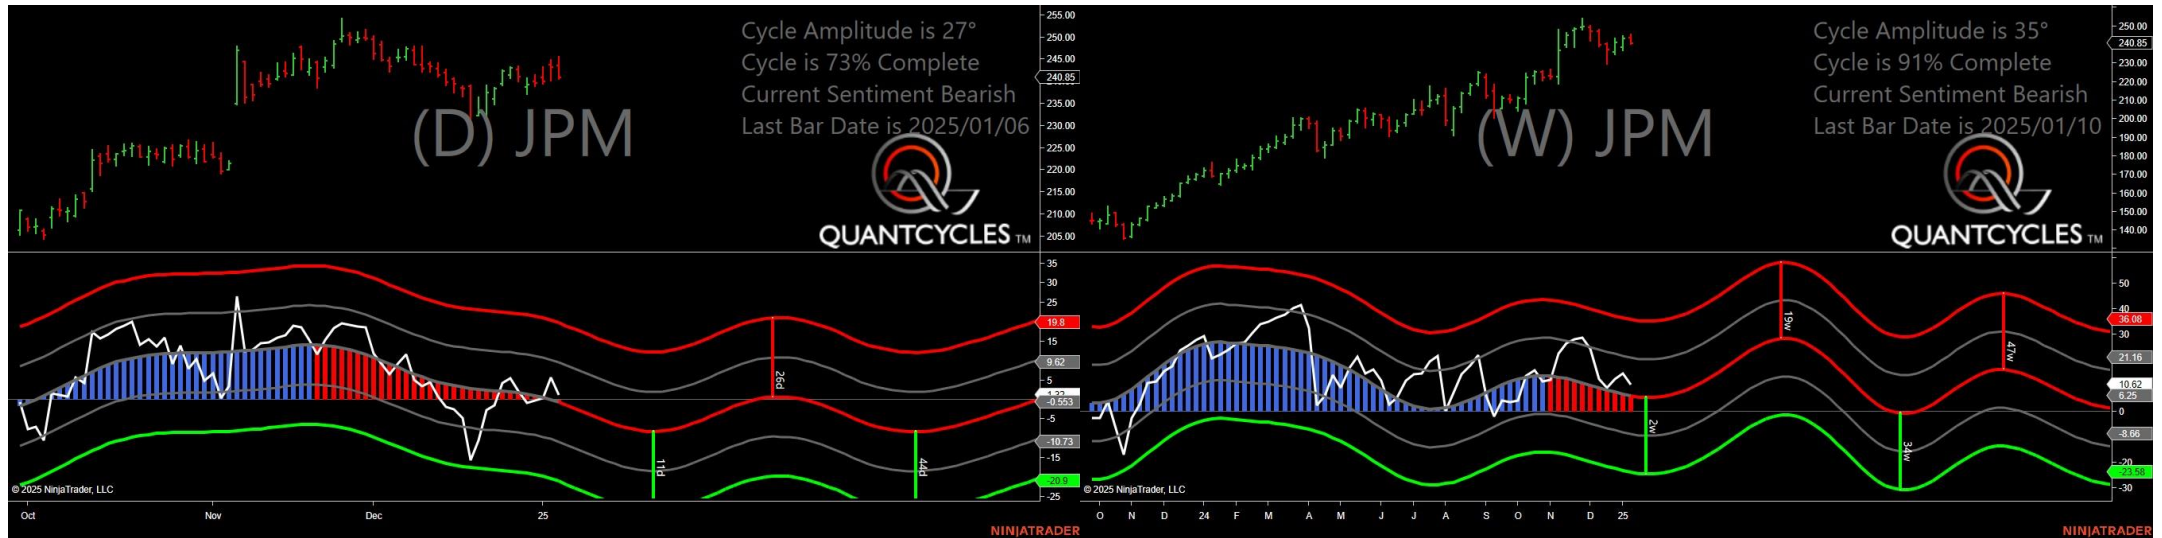 Cycle Amplitude is 27°
Cycle is 73% Complete
Current Sentiment Bearish
Last Bar Date is 2025/01/06
(D) JPM
QUANTCYCLES TM
255.00
250.00
245.00
240.85
235.00
230.00
225.00
220.00
215.00
210.00
205.00
35
30
25
19.8
15
9.62
5
-0.553
-5
-10.73
-15
-20.9
-25
26d
11d
44d
© 2025 NinjaTrader, LLC
Oct
Nov
Dec
25
NINJATRADER
Cycle Amplitude is 35°
Cycle is 91% Complete
Current Sentiment Bearish
Last Bar Date is 2025/01/10
(W) JPM
QUANTCYCLES TM
250.00
240.85
230.00
220.00
210.00
200.00
190.00
180.00
170.00
160.00
150.00
140.00
50
40
36.08
30
21.16
10.62
6.25
0
-8.66
-20
-23.58
-30
19w
47w
2w
34w
© 2025 NinjaTrader, LLC
O
N
D
24
F
M
A
M
J
J
A
S
O
N
D
25
NINJATRADER